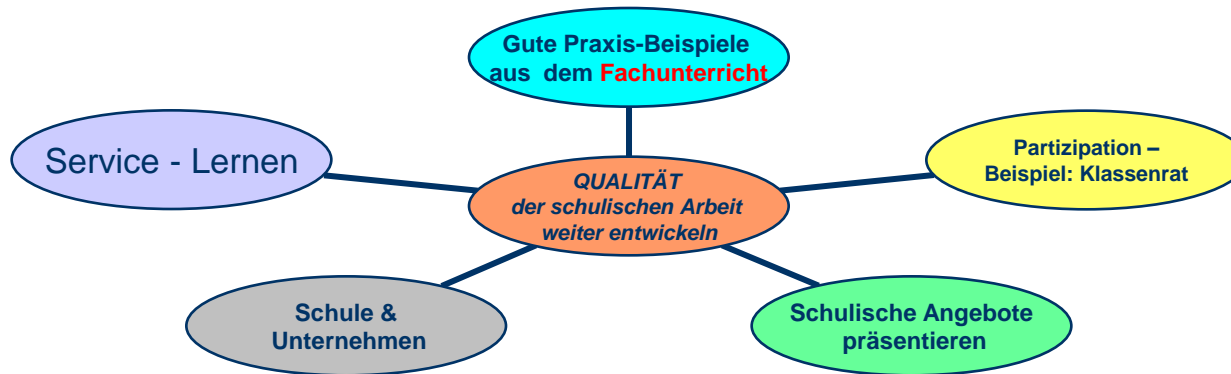 Gute Praxis-Beispiele
aus dem Fachunterricht
Service - Lernen
Partizipation –
Beispiel: Klassenrat
QUALITÄT
der schulischen Arbeit
weiter entwickeln
Schule &
Unternehmen
Schulische Angebote
präsentieren